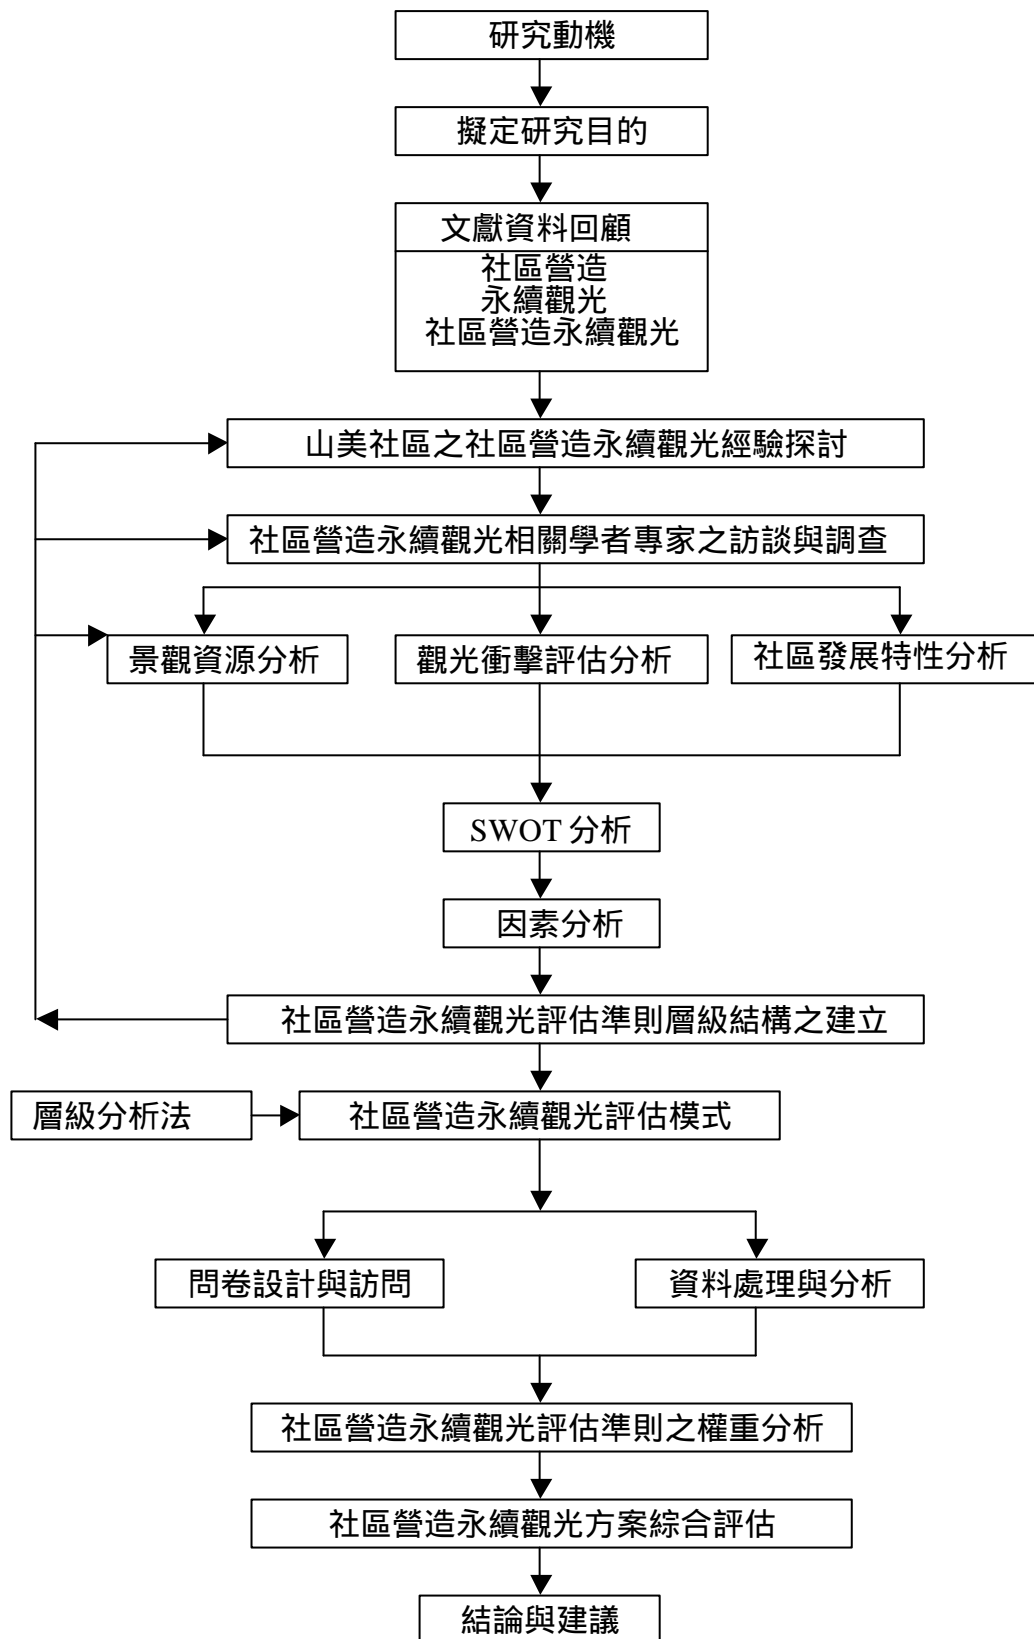 研究動機
擬定研究目的
文獻資料回顧
社區營造
永續觀光
社區營造永續觀光
山美社區之社區營造永續觀光經驗探討
社區營造永續觀光相關學者專家之訪談與調查
景觀資源分析
觀光衝擊評估分析
社區發展特性分析
SWOT 分析
因素分析
社區營造永續觀光評估準則層級結構之建立
層級分析法
社區營造永續觀光評估模式
問卷設計與訪問
資料處理與分析
社區營造永續觀光評估準則之權重分析
社區營造永續觀光方案綜合評估
結論與建議